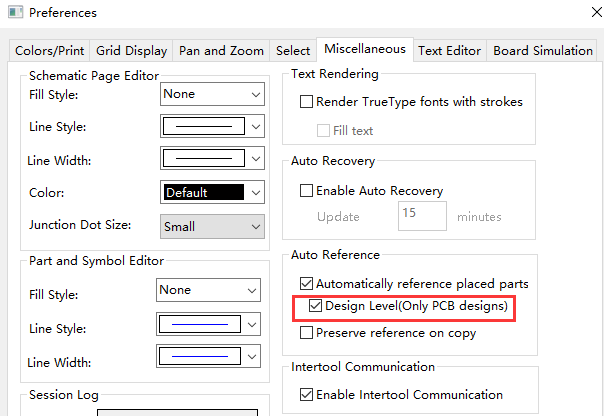 Preferences
Colors/Print Grid Display Pan and Zoom Select Miscellaneous Text Editor Board Simulation
Schematic Page Editor
Fill Style: None
Line Style:
Line Width:
Color: Default
Junction Dot Size: Small
Part and Symbol Editor
Fill Style: None
Line Style:
Line Width:
Session Log
Text Rendering
Render TrueType fonts with strokes
Fill text
Auto Recovery
Enable Auto Recovery
Update 15 minutes
Auto Reference
Automatically reference placed parts
Design Level(Only PCB designs)
Preserve reference on copy
Intertool Communication
Enable Intertool Communication